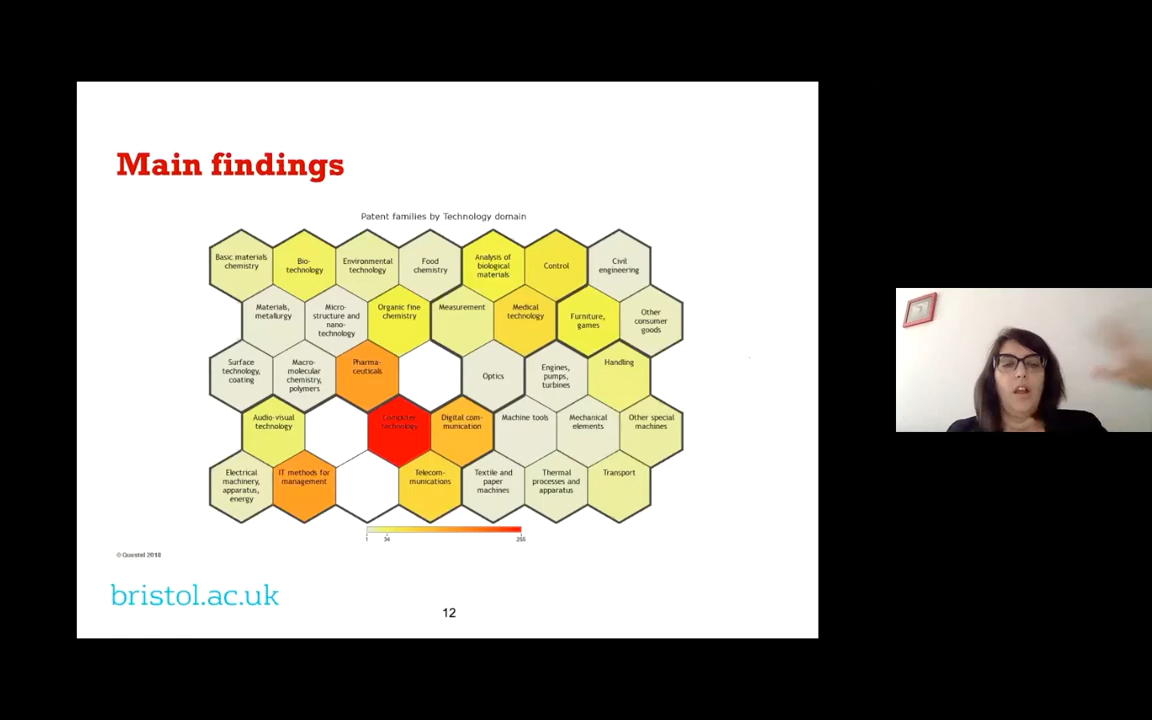 Main findings
Patent families by Technology domain
Basic materials
chemistry
Bio-
technology
Environmental
technology
Food
chemistry
Analysis of
biological
materials
Control
Civil
engineering
Materials,
metallurgy
Micro-
structure and
nano-
technology
Organic fine
chemistry
Measurement
Medical
technology
Furniture,
games
Other
consumer
goods
Surface
technology,
coating
Macro-
molecular
chemistry,
polymers
Pharma-
ceuticals
Optics
Engines,
pumps,
turbines
Handling
Audio-visual
technology
Computer
technology
Digital com-
munication
Machine tools
Mechanical
elements
Other special
machines
Electrical
machinery,
apparatus,
energy
IT methods for
management
Telecom-
munications
Textile and
paper
machines
Thermal
processes and
apparatus
Transport
1 34 255
© Questel 2018
bristol.ac.uk
12